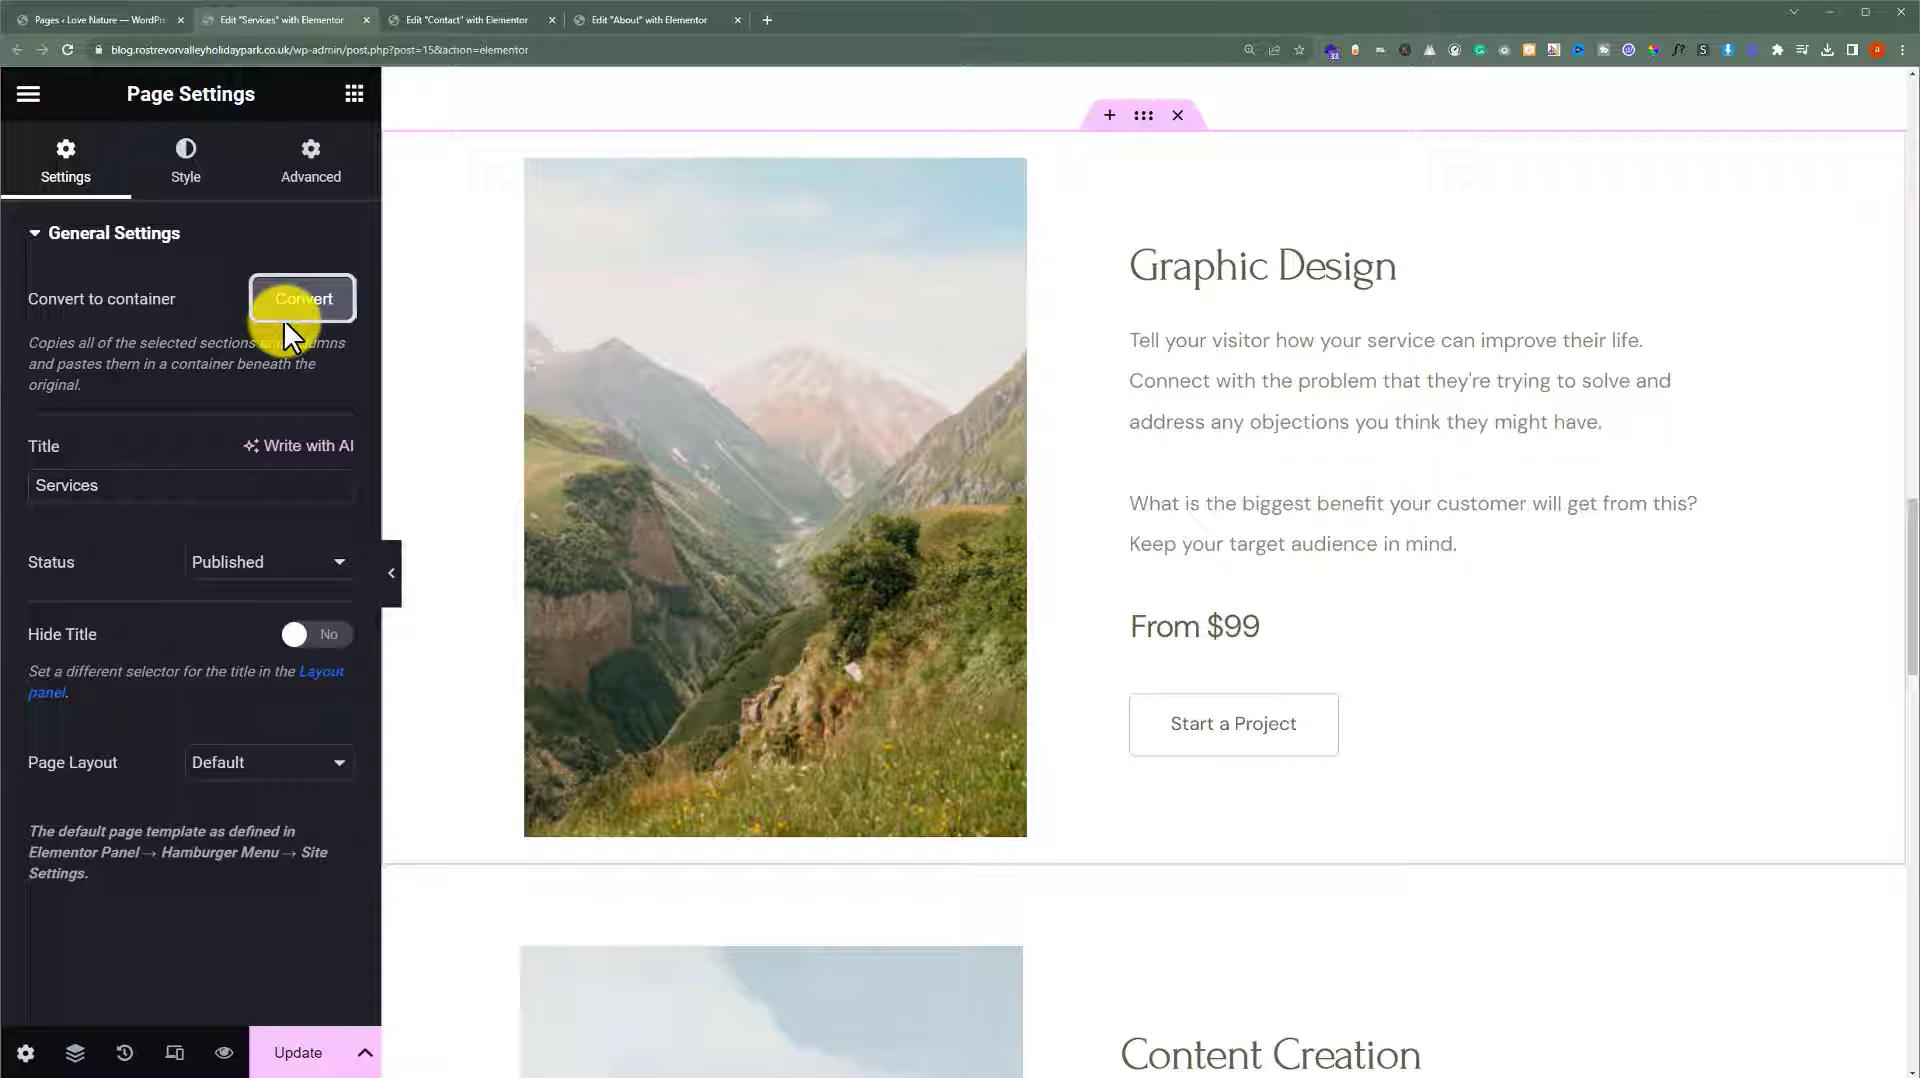 Pages ‹ Love Nature — WordPr
Edit "Services" with Elementor
Edit "Contact" with Elementor
Edit "About" with Elementor
blog.rostrevorvalleyholidaypark.co.uk/wp-admin/post.php?post=15&action=elementor
33
a
Page Settings
Settings
Style
Advanced
General Settings
Convert to container
Convert
Copies all of the selected sections and columns
and pastes them in a container beneath the
original.
Title
Write with AI
Services
Status
Published
Hide Title
No
Set a different selector for the title in the Layout
panel.
Page Layout
Default
The default page template as defined in
Elementor Panel → Hamburger Menu → Site
Settings.
Update
Graphic Design
Tell your visitor how your service can improve their life.
Connect with the problem that they're trying to solve and
address any objections you think they might have.
What is the biggest benefit your customer will get from this?
Keep your target audience in mind.
From $99
Start a Project
Content Creation